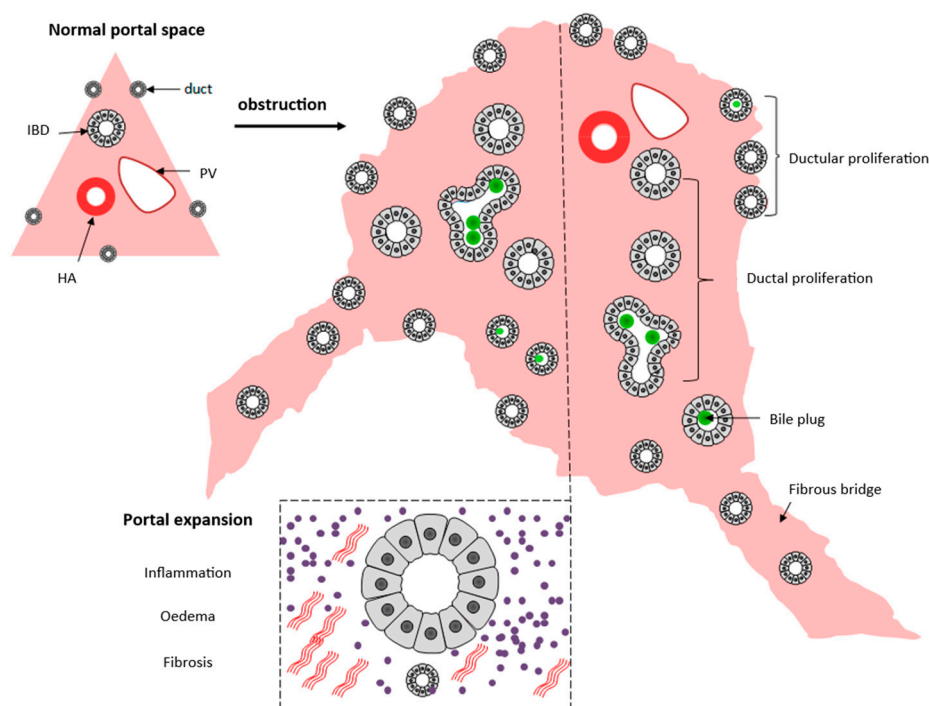 Normal portal space
duct
IBD
PV
HA
obstruction
Ductular proliferation
Ductal proliferation
Bile plug
Fibrous bridge
Portal expansion
Inflammation
Oedema
Fibrosis